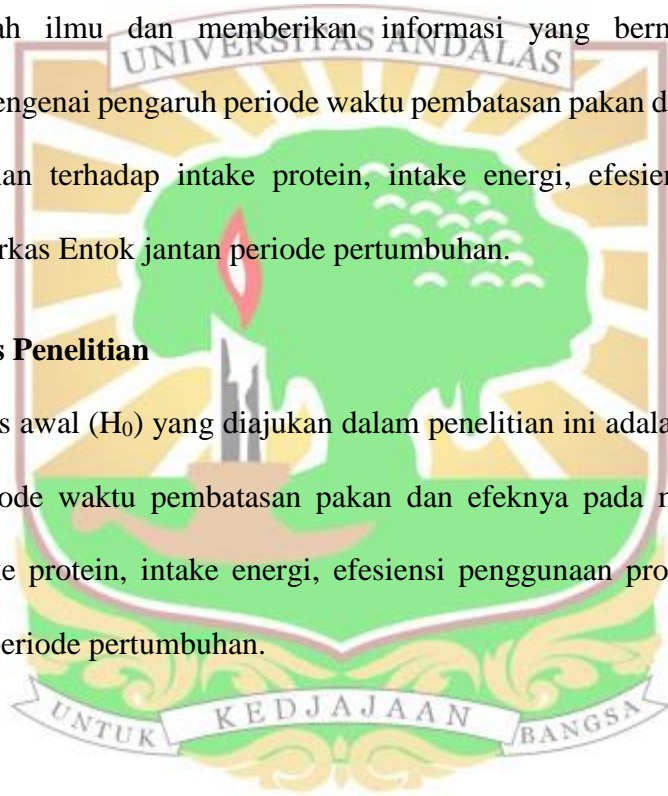 ah ilmu dan memberikan informasi yang bern
UNIVERSITAS ANDALAS
engenai pengaruh periode waktu pembatasan pakan d
an terhadap intake protein, intake energi, efesien
rkas Entok jantan periode pertumbuhan.
s Penelitian
s awal (H₀) yang diajukan dalam penelitian ini adala
ode waktu pembatasan pakan dan efeknya pada
ke protein, intake energi, efesiensi penggunaan pro
periode pertumbuhan.
UNTUK KEDJAJAAN BANGSA